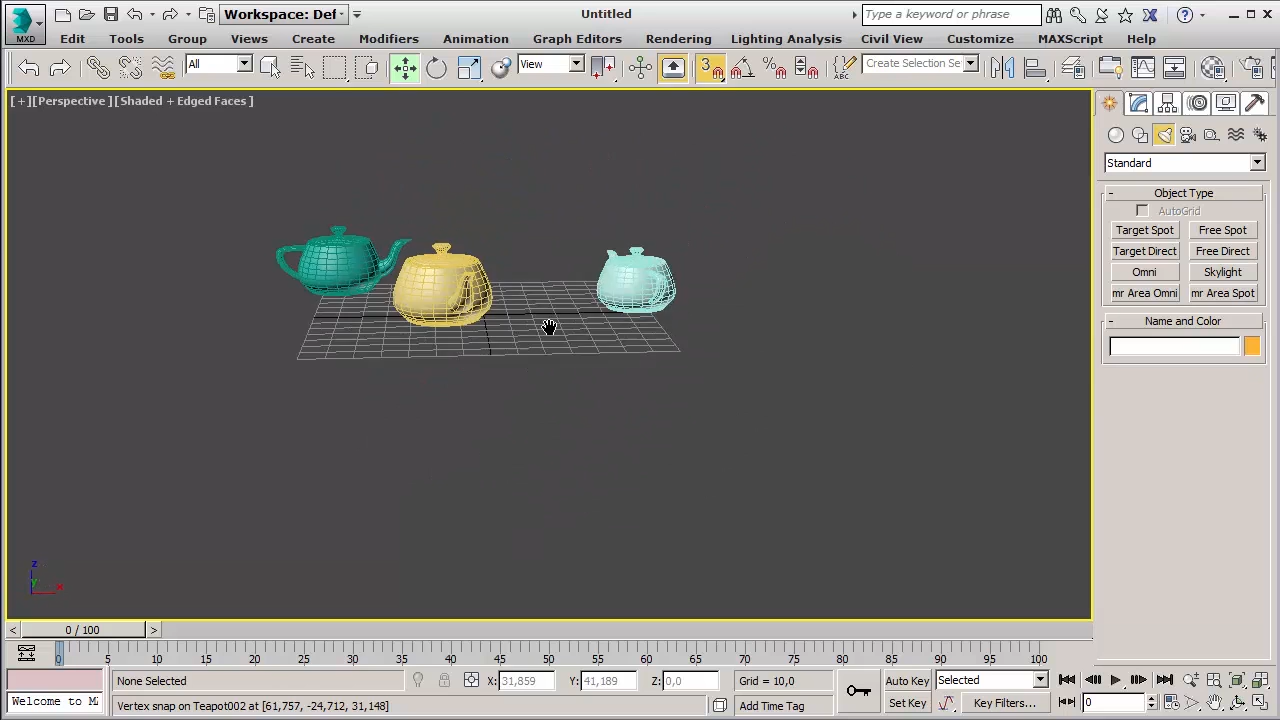 Workspace: Def
Untitled
Type a keyword or phrase
MXD
Edit Tools Group Views Create Modifiers Animation Graph Editors Rendering Lighting Analysis Civil View Customize MAXScript Help
All
View
3
ABC
Create Selection Se
[+][Perspective][Shaded + Edged Faces]
Standard
- Object Type
AutoGrid
Target Spot Free Spot
Target Direct Free Direct
Omni Skylight
mr Area Omni mr Area Spot
- Name and Color
z
y
x
< 0 / 100 >
0 5 10 15 20 25 30 35 40 45 50 55 60 65 70 75 80 85 90 95 100
None Selected X: 31,859 Y: 41,189 Z: 0,0 Grid = 10,0 Auto Key Selected
Welcome to M
Vertex snap on Teapot002 at [61,757, -24,712, 31,148] Add Time Tag Set Key Key Filters... 0